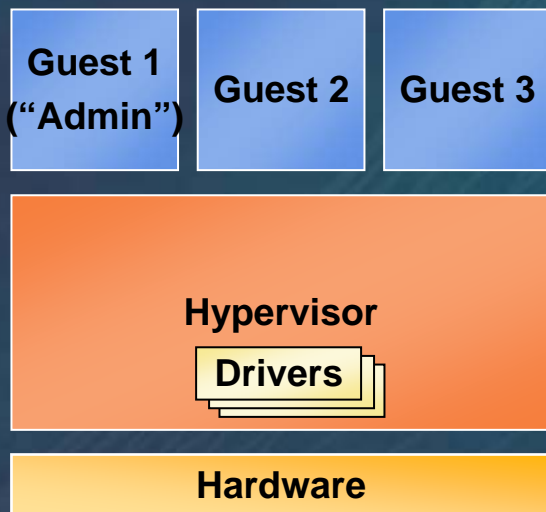 Guest 1
(“Admin”)
Guest 2
Guest 3
Hypervisor
Drivers
Hardware